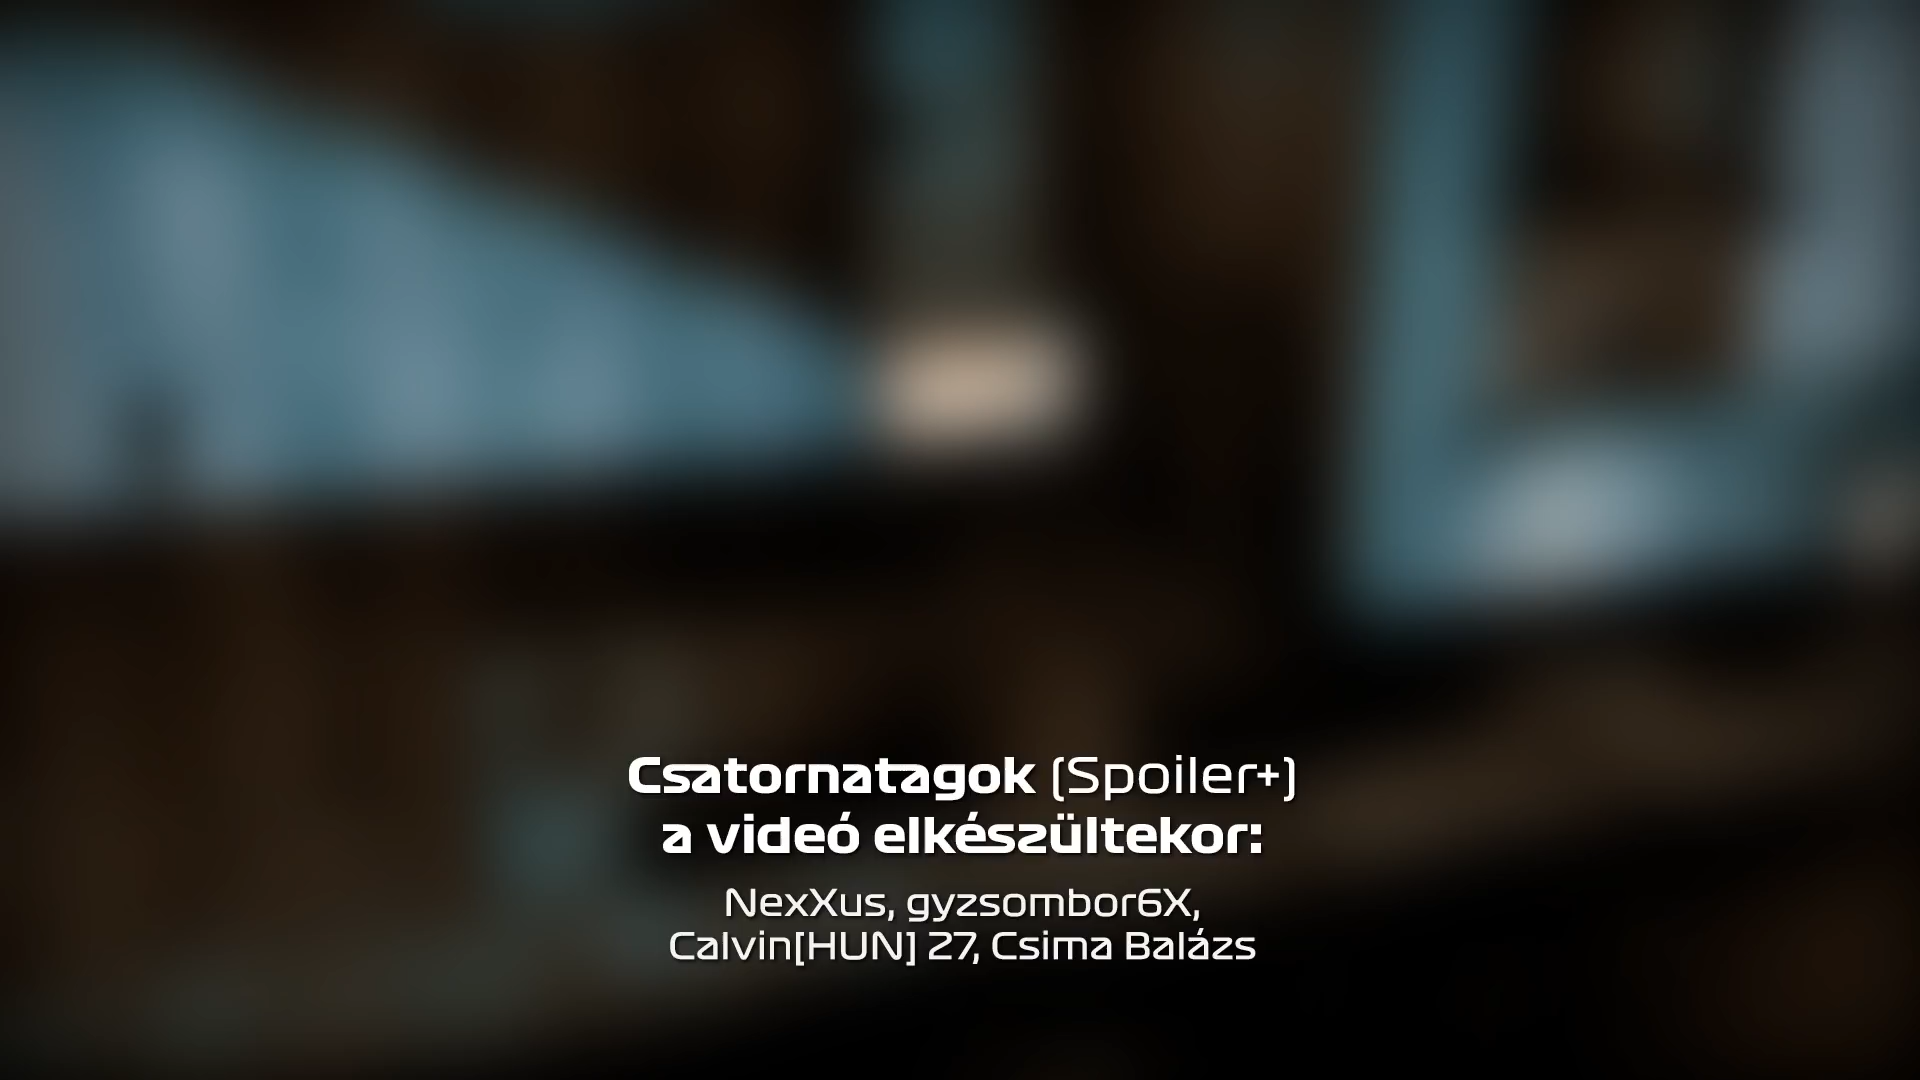 Csatornatagok (Spoiler+)
a videó elkészültekor:
NexXus, gyzsombor6X,
Calvin[HUN] 27, Csima Balázs